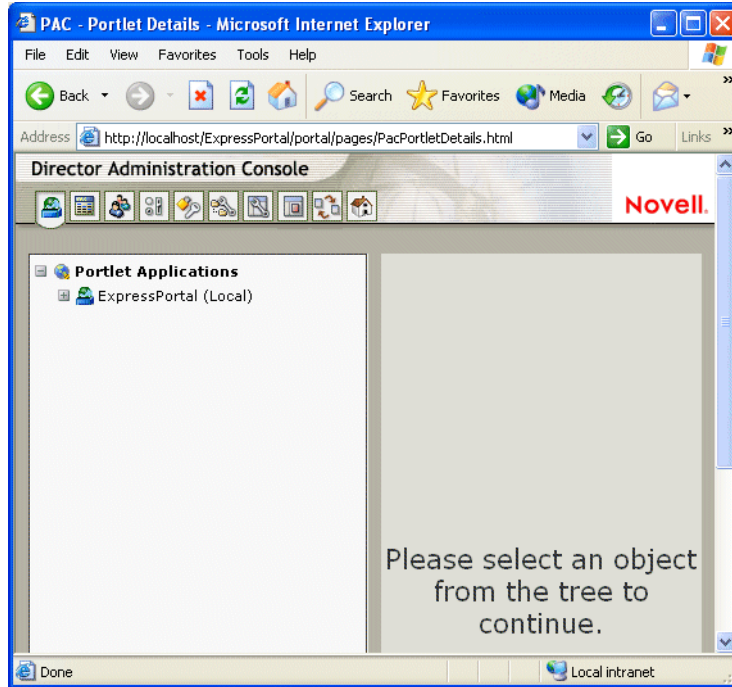 PAC - Portlet Details - Microsoft Internet Explorer
File Edit View Favorites Tools Help
Back Search Favorites Media
Address http://localhost/ExpressPortal/portal/pages/PacPortletDetails.html Go Links »
Director Administration Console
Novell.
Portlet Applications
ExpressPortal (Local)
Please select an object
from the tree to
continue.
Done Local intranet